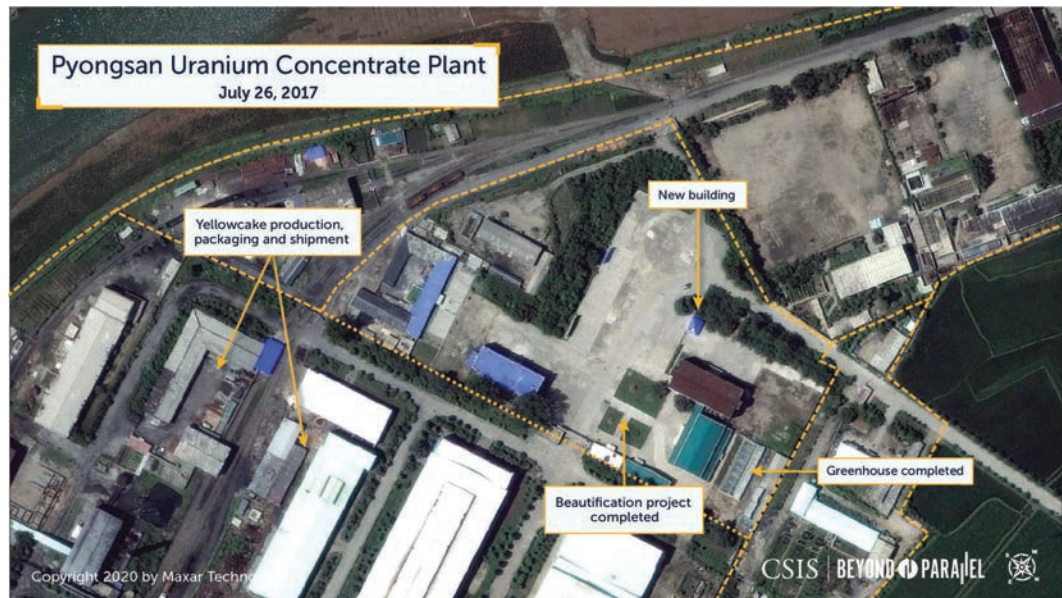 Pyongsan Uranium Concentrate Plant
July 26, 2017
New building
Yellowcake production,
packaging and shipment
Greenhouse completed
Beautification project
completed
Copyright 2020 by Maxar Techno
CSIS BEYOND PARALLEL